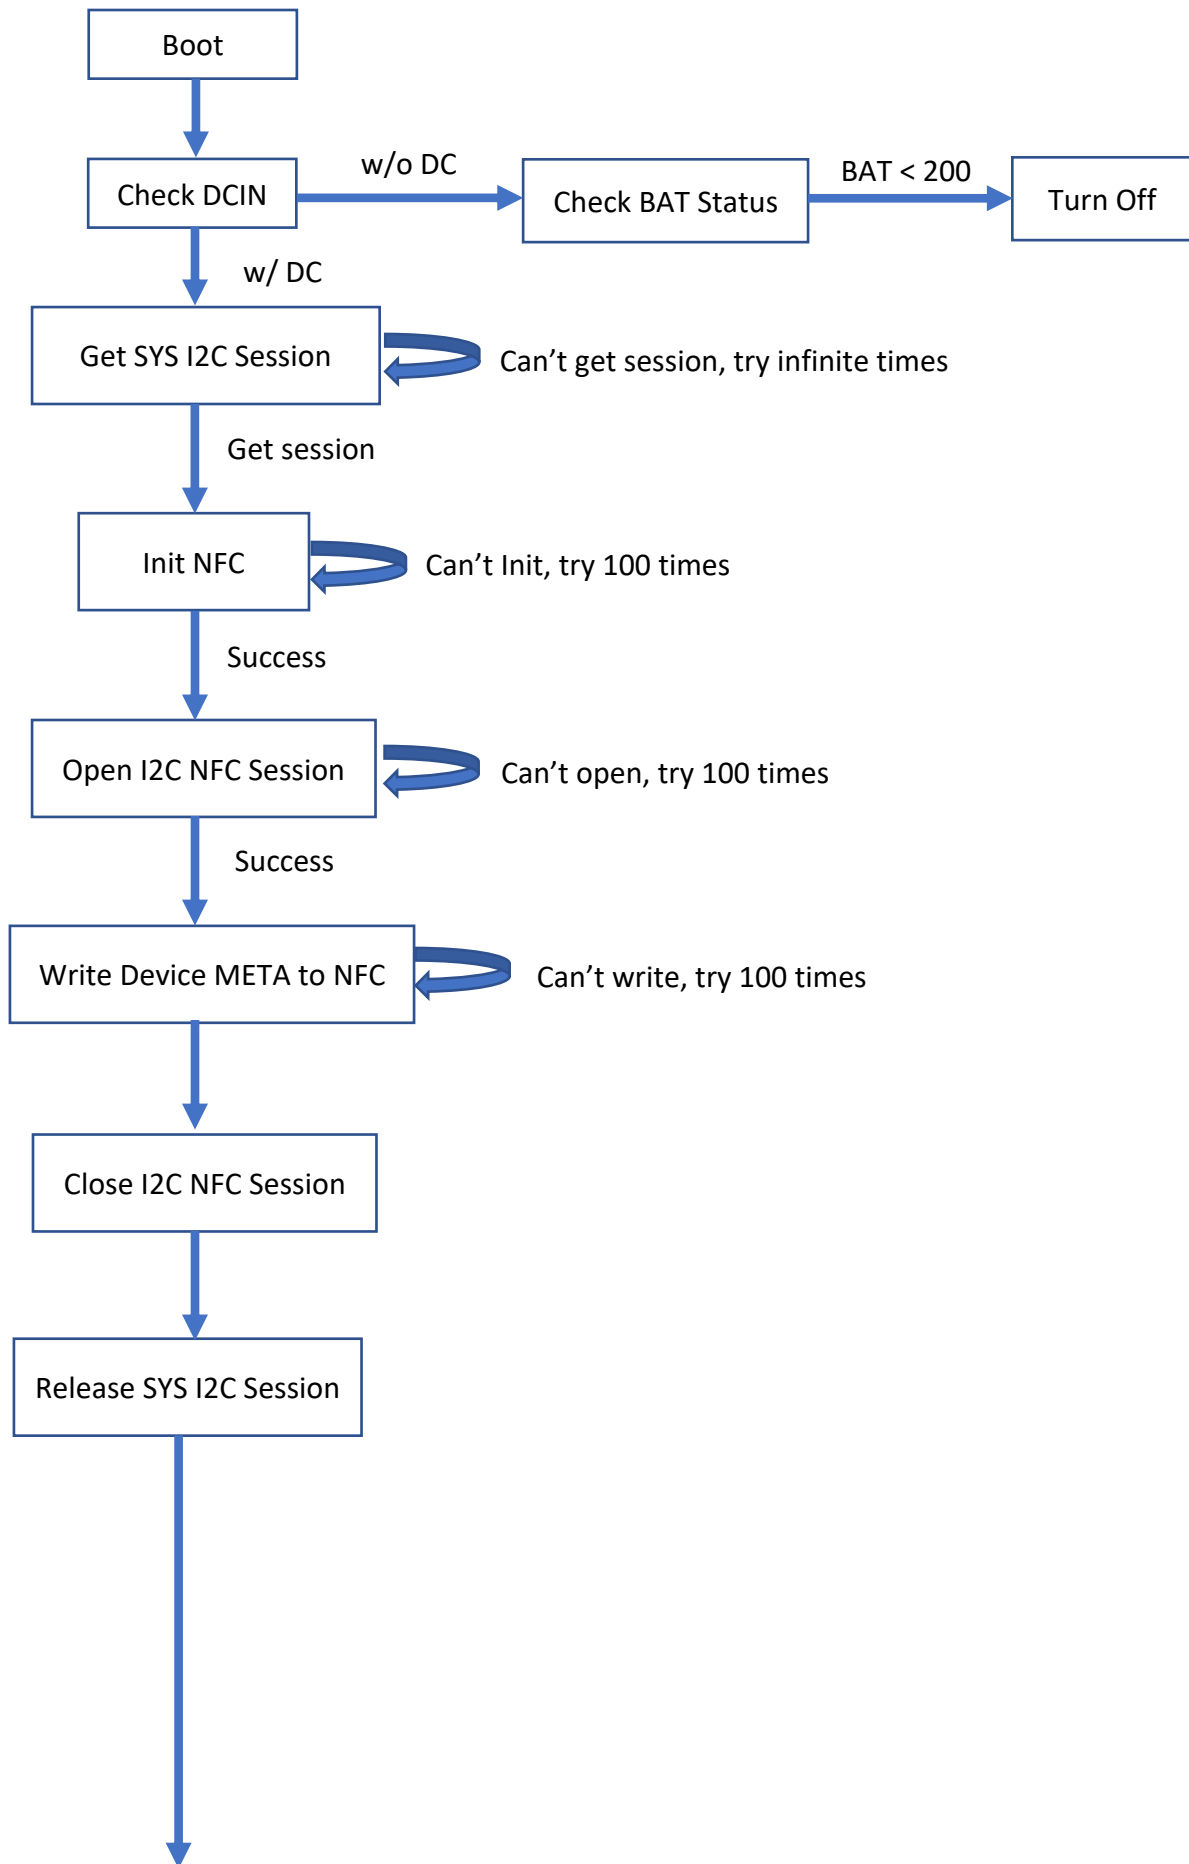 Boot
Check DCIN
w/o DC
Check BAT Status
BAT < 200
Turn Off
w/ DC
Get SYS I2C Session
Can’t get session, try infinite times
Get session
Init NFC
Can’t Init, try 100 times
Success
Open I2C NFC Session
Can’t open, try 100 times
Success
Write Device META to NFC
Can’t write, try 100 times
Close I2C NFC Session
Release SYS I2C Session